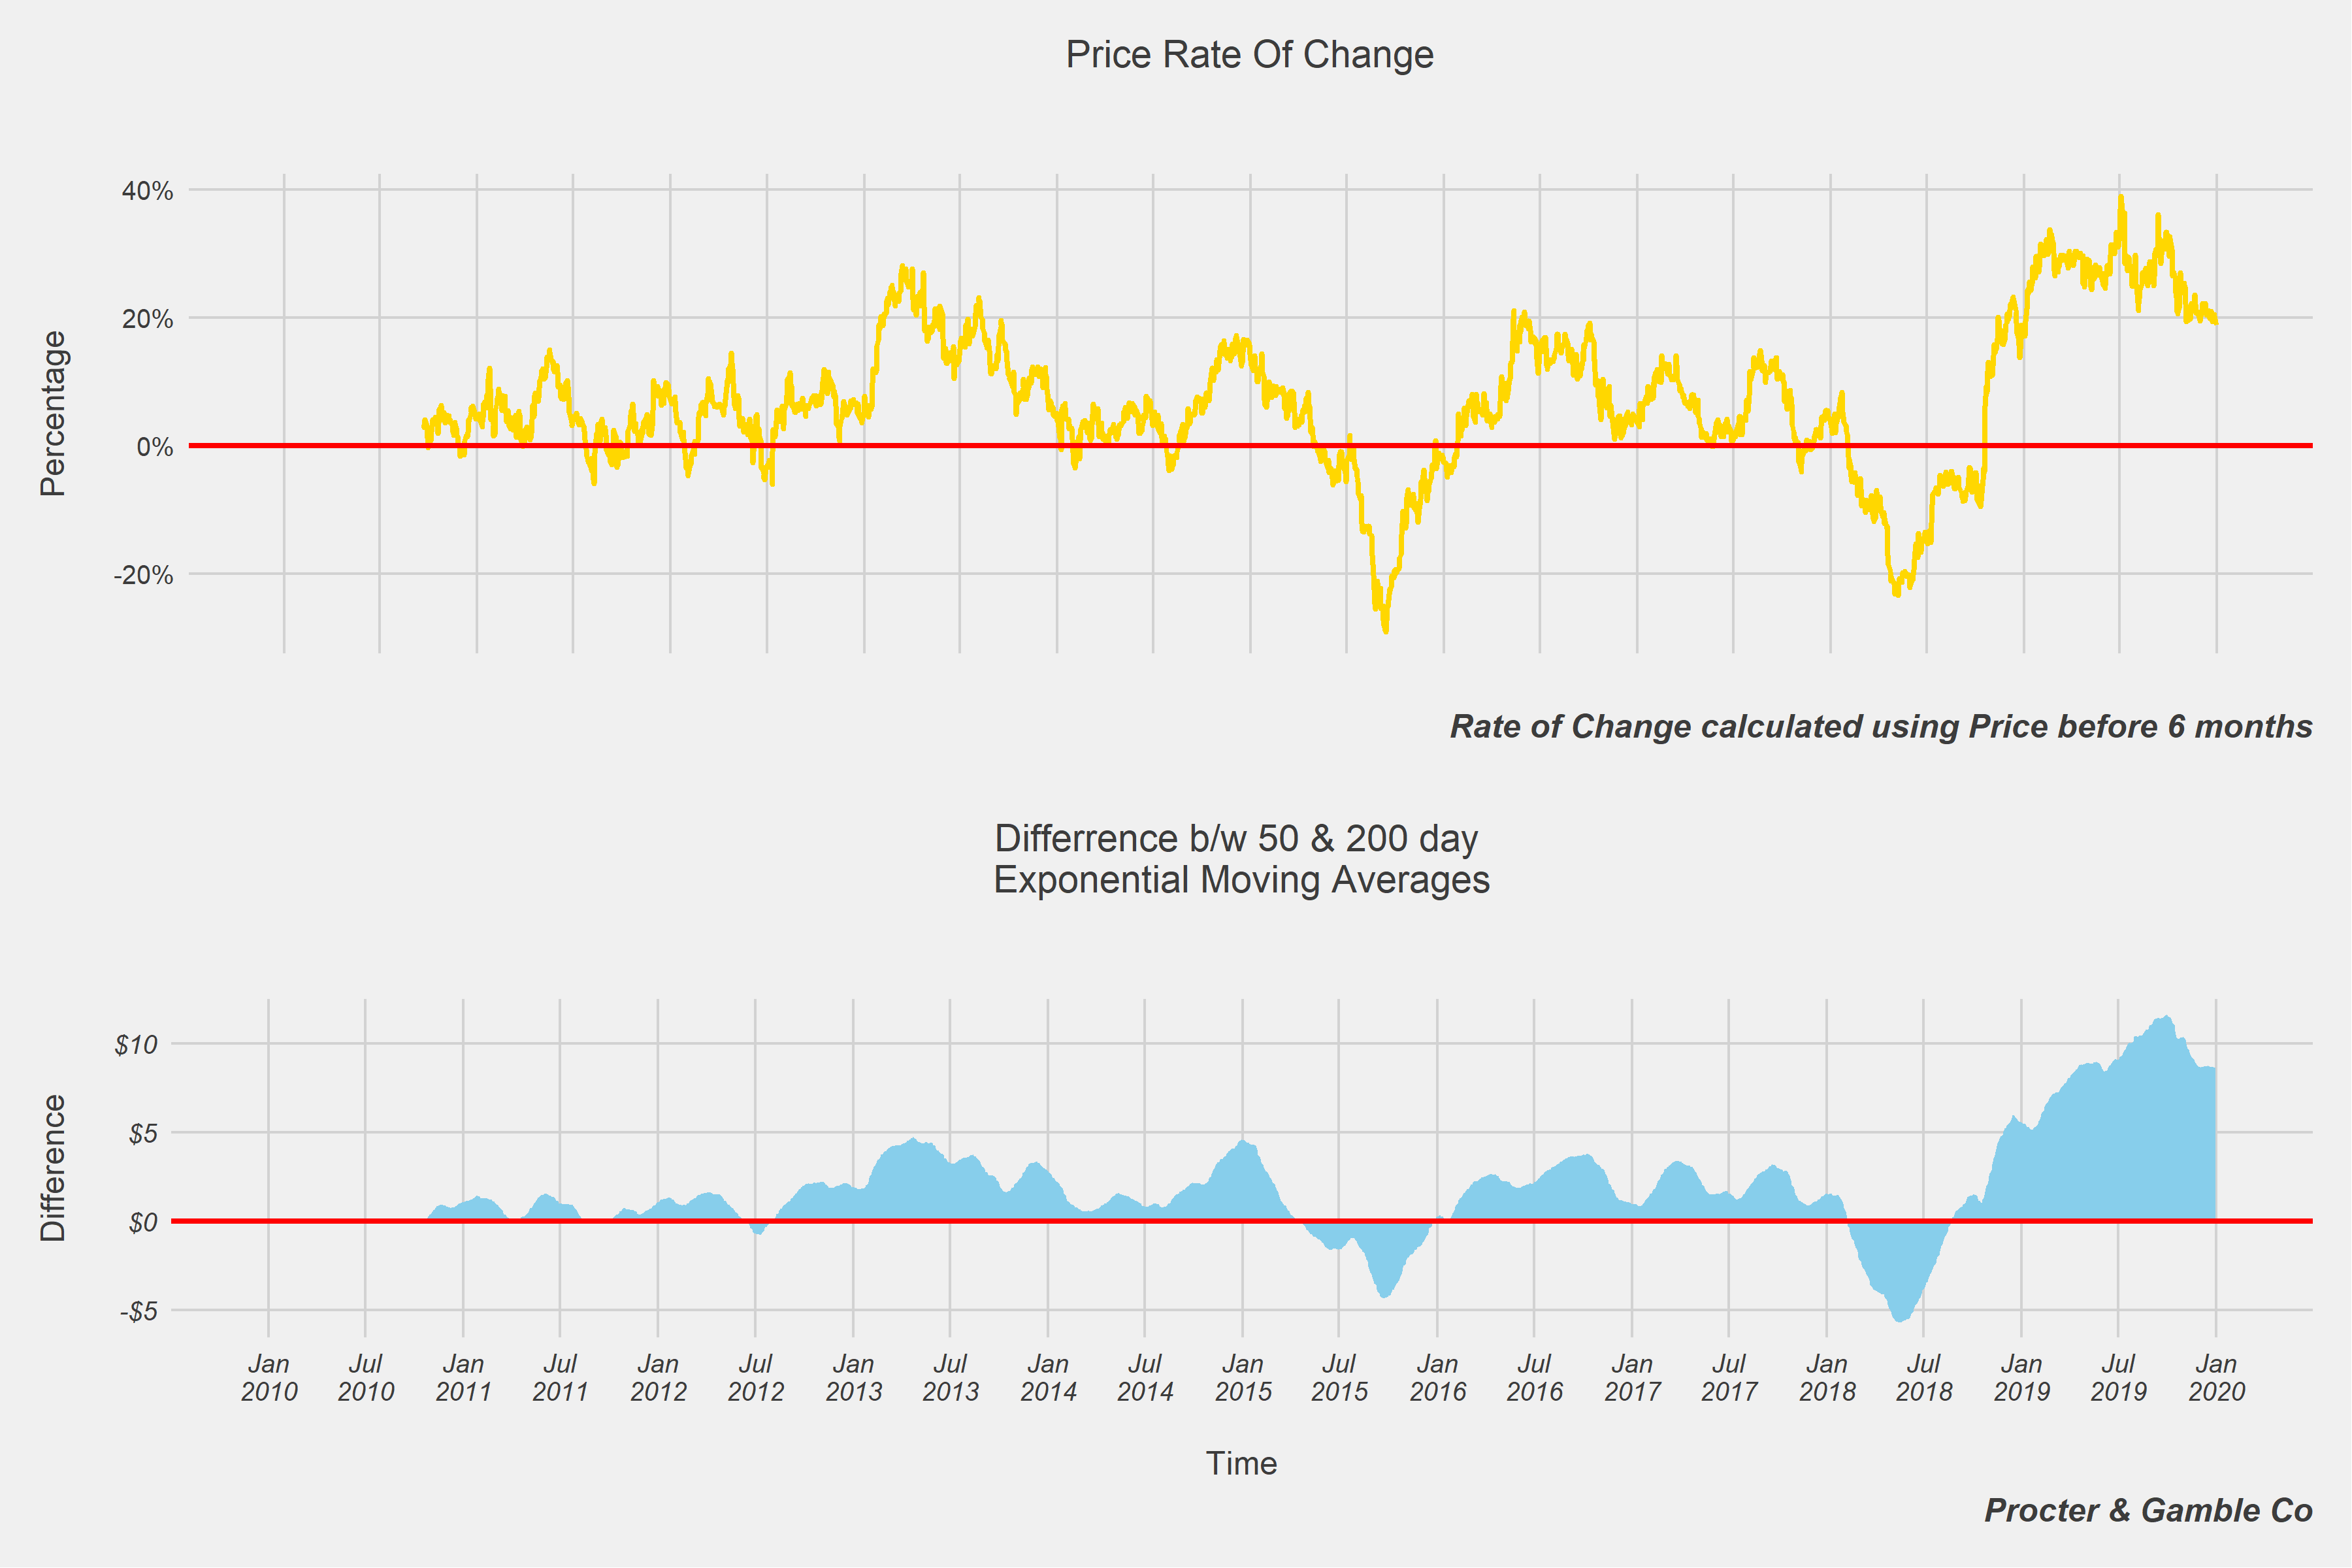 Price Rate Of Change
40%
20%
0%
-20%
Percentage
Rate of Change calculated using Price before 6 months
Differrence b/w 50 & 200 day
Exponential Moving Averages
$10
$5
$0
-$5
Difference
Jan Jul Jan Jul Jan Jul Jan Jul Jan Jul Jan Jul Jan Jul Jan Jul Jan Jul Jan Jul Jan
2010 2010 2011 2011 2012 2012 2013 2013 2014 2014 2015 2015 2016 2016 2017 2017 2018 2018 2019 2019 2020
Time
Procter & Gamble Co